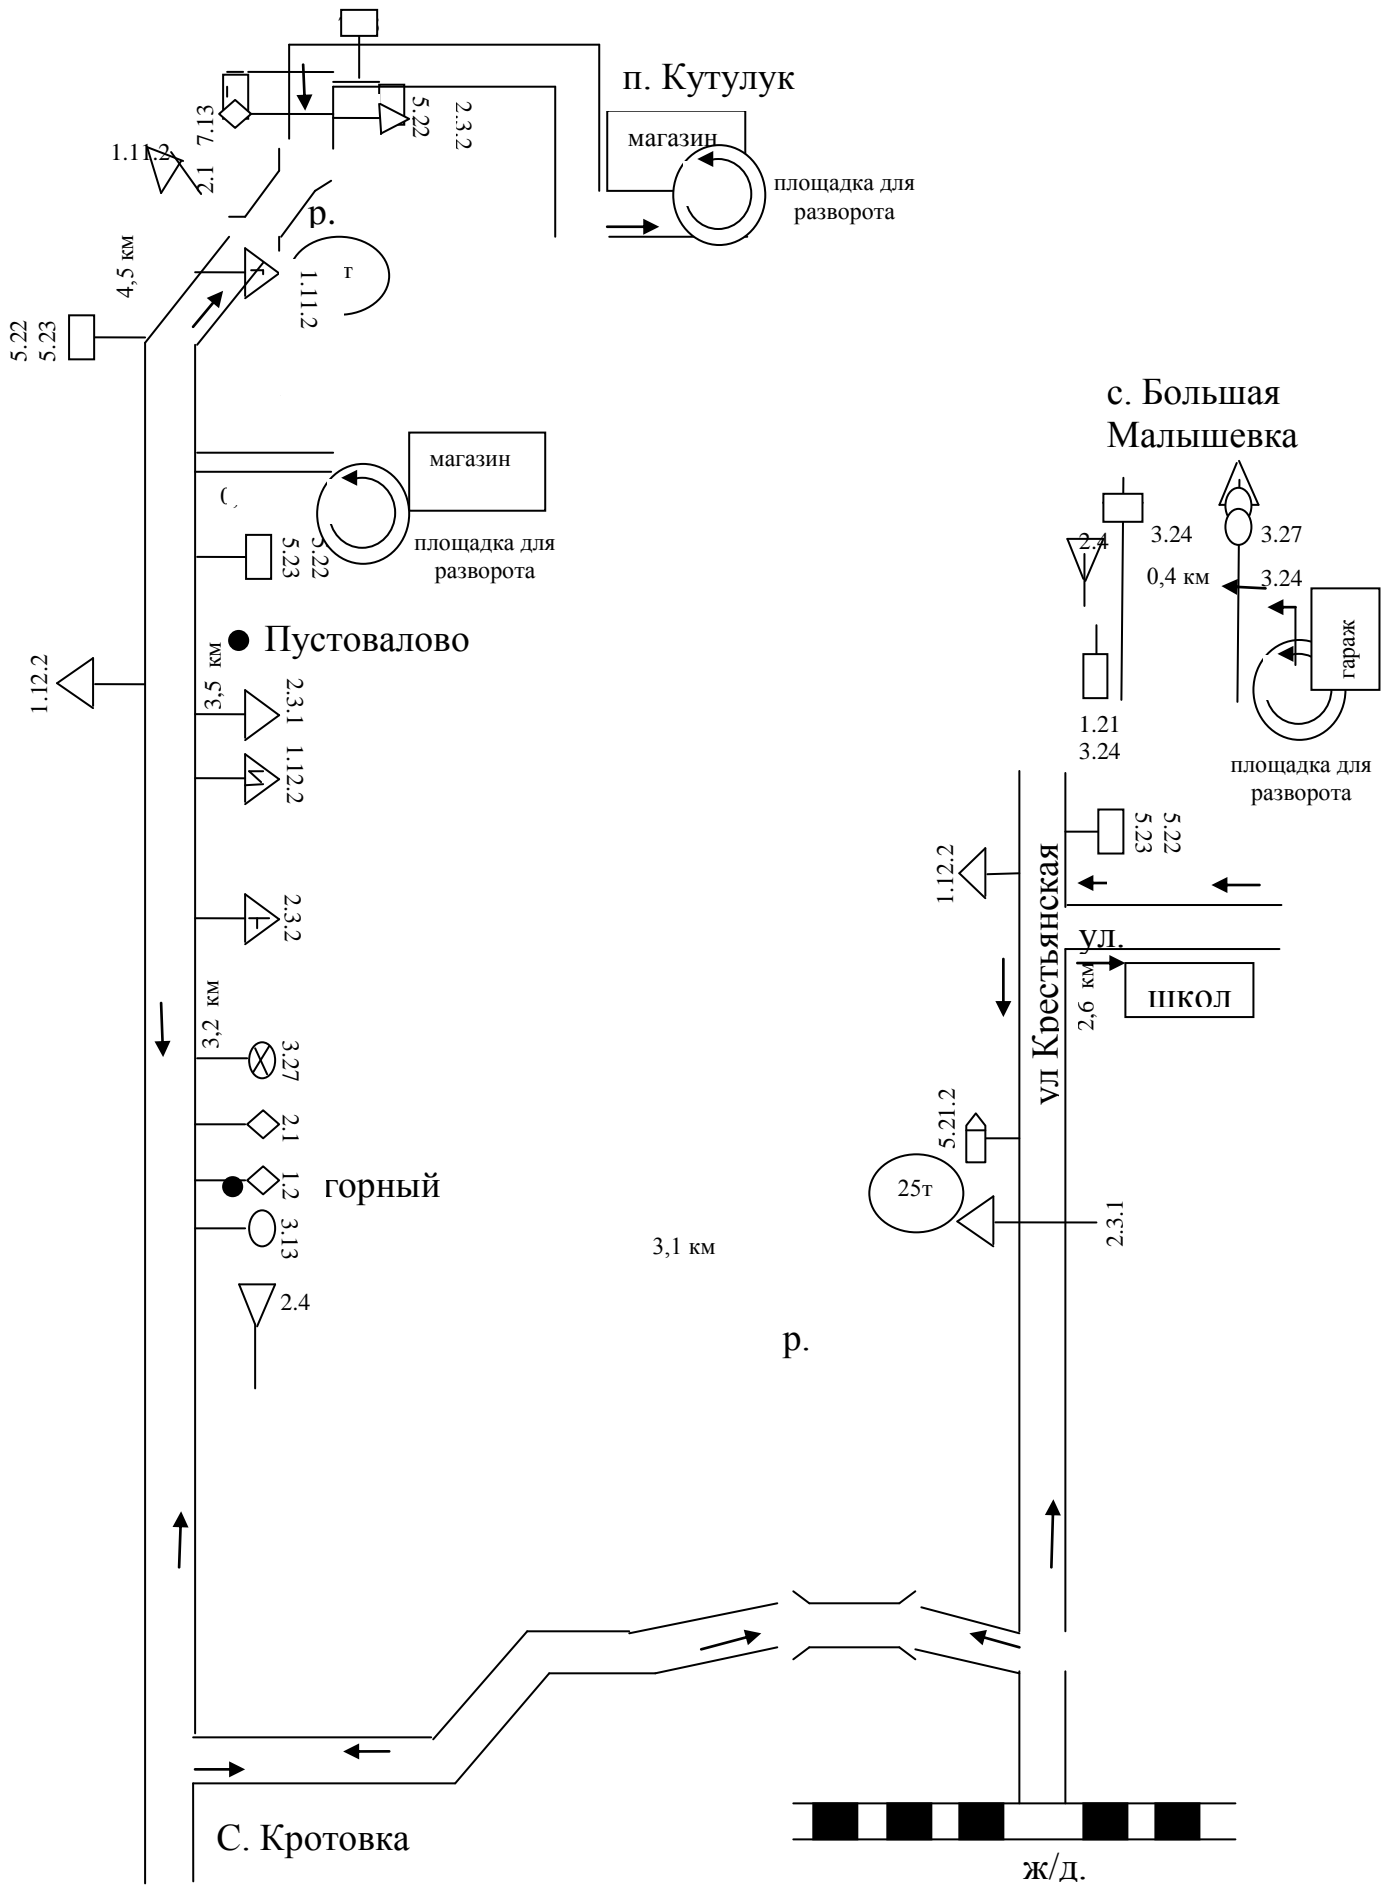 п. Кутулук
магазин
площадка для
разворота
5.22
2.3.2
7.13
1.11.2
2.1
р.
т
1.11.2
4,5 км
5.22
5.23
магазин
площадка для
разворота
5.23
5.22
Пустовалово
3,5 км
1.12.2
2.3.1
1.12.2
И
2.3.2
3,2 км
3.27
2.1
1.2
горный
3.13
2.4
с. Большая
Малышевка
2.4
3.24
3.27
0,4 км
3.24
гараж
1.21
3.24
площадка для
разворота
5.23
5.22
1.12.2
ул Крестьянская
ул.
2,6 км
школ
5.21.2
25т
2.3.1
3,1 км
р.
С. Кротовка
ж/д.